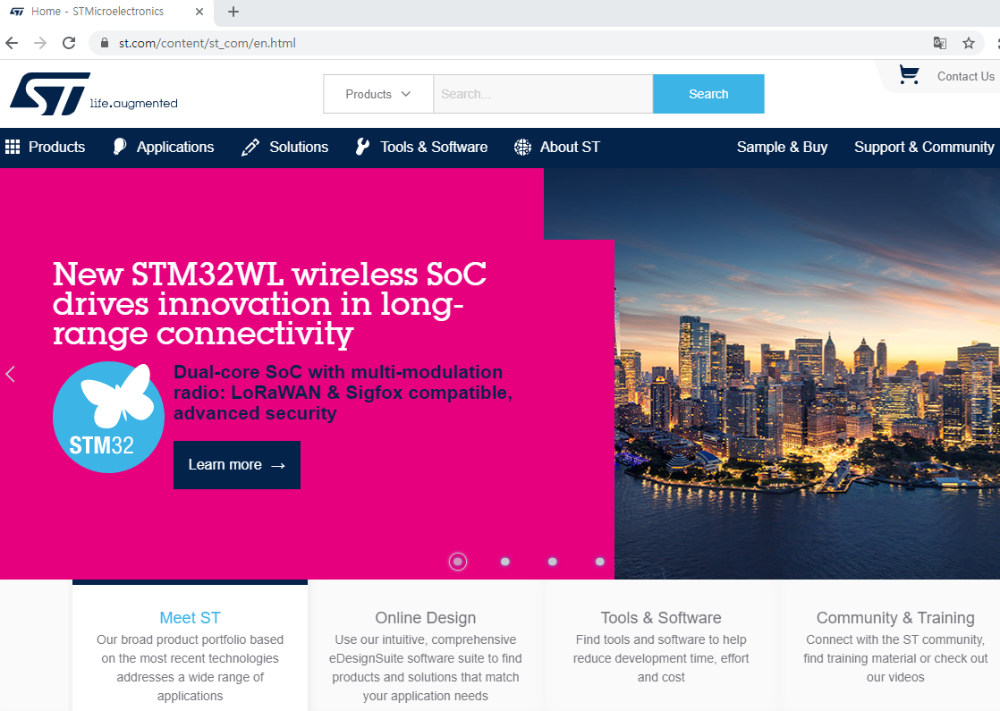 Home - STMicroelectronics
st.com/content/st_com/en.html
ST life.augmented
Products
Search...
Search
Contact Us
Products
Applications
Solutions
Tools & Software
About ST
Sample & Buy
Support & Community
New STM32WL wireless SoC
drives innovation in long-
range connectivity
STM32
Dual-core SoC with multi-modulation
radio: LoRaWAN & Sigfox compatible,
advanced security
Learn more →
Meet ST
Our broad product portfolio based
on the most recent technologies
addresses a wide range of
applications
Online Design
Use our intuitive, comprehensive
eDesignSuite software suite to find
products and solutions that match
your application needs
Tools & Software
Find tools and software to help
reduce development time, effort
and cost
Community & Training
Connect with the ST community,
find training material or check out
our videos